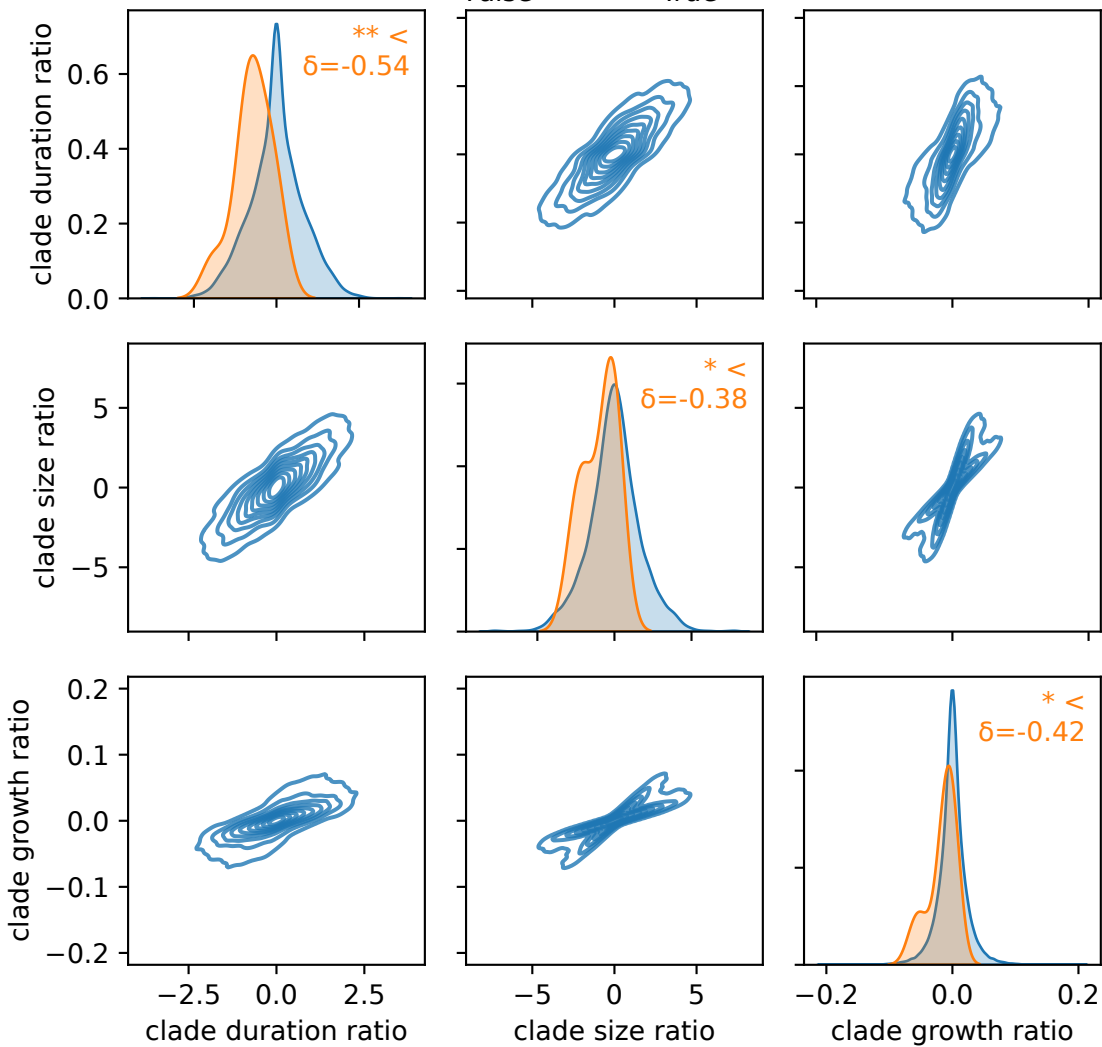 ** <
δ=-0.54
clade duration ratio
0.6
0.4
0.2
0.0
* <
δ=-0.38
clade size ratio
5
0
−5
* <
δ=-0.42
clade growth ratio
0.2
0.1
0.0
−0.1
−0.2
−2.5 0.0 2.5 −5 0 5 −0.2 0.0 0.2
clade duration ratio clade size ratio clade growth ratio